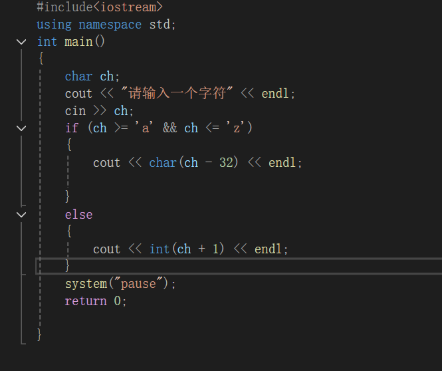 #include<iostream>
using namespace std;
int main()
{
char ch;
cout << "请输入一个字符" << endl;
cin >> ch;
if (ch >= 'a' && ch <= 'z')
{
cout << char(ch - 32) << endl;
}
else
{
cout << int(ch + 1) << endl;
}
system("pause");
return 0;
}